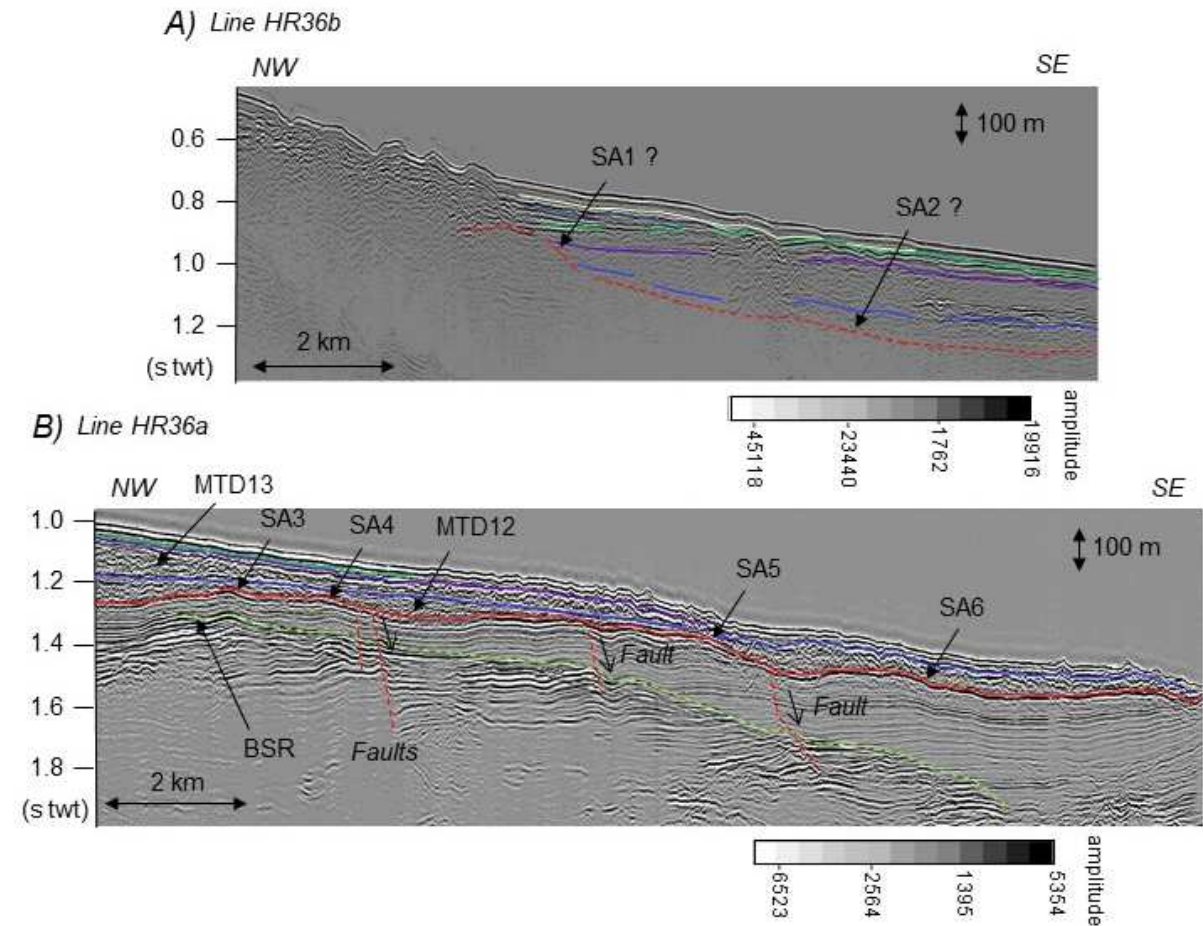 A) Line HR36b
NW
SE
100 m
0.6
SA1 ?
0.8
SA2 ?
1.0
1.2
2 km
(s twt)
amplitude
-45118
-23440
-1762
19916
B) Line HR36a
NW
MTD13
SE
1.0
SA3
SA4
MTD12
100 m
1.2
SA5
SA6
1.4
Fault
1.6
Fault
BSR
Faults
1.8
2 km
(s twt)
amplitude
-6523
-2564
1395
5354